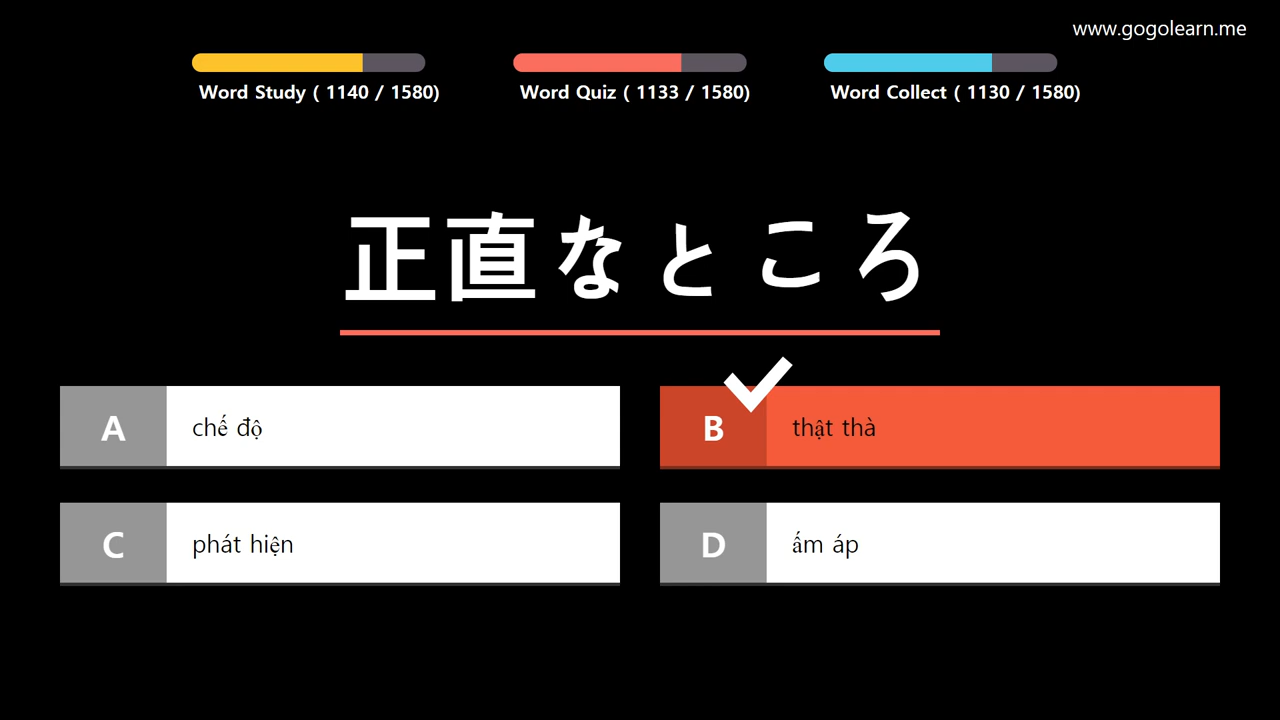 www.gogolearn.me
Word Study ( 1140 / 1580)
Word Quiz ( 1133 / 1580)
Word Collect ( 1130 / 1580)
正直なところ
A chế độ
B thật thà
C phát hiện
D ấm áp